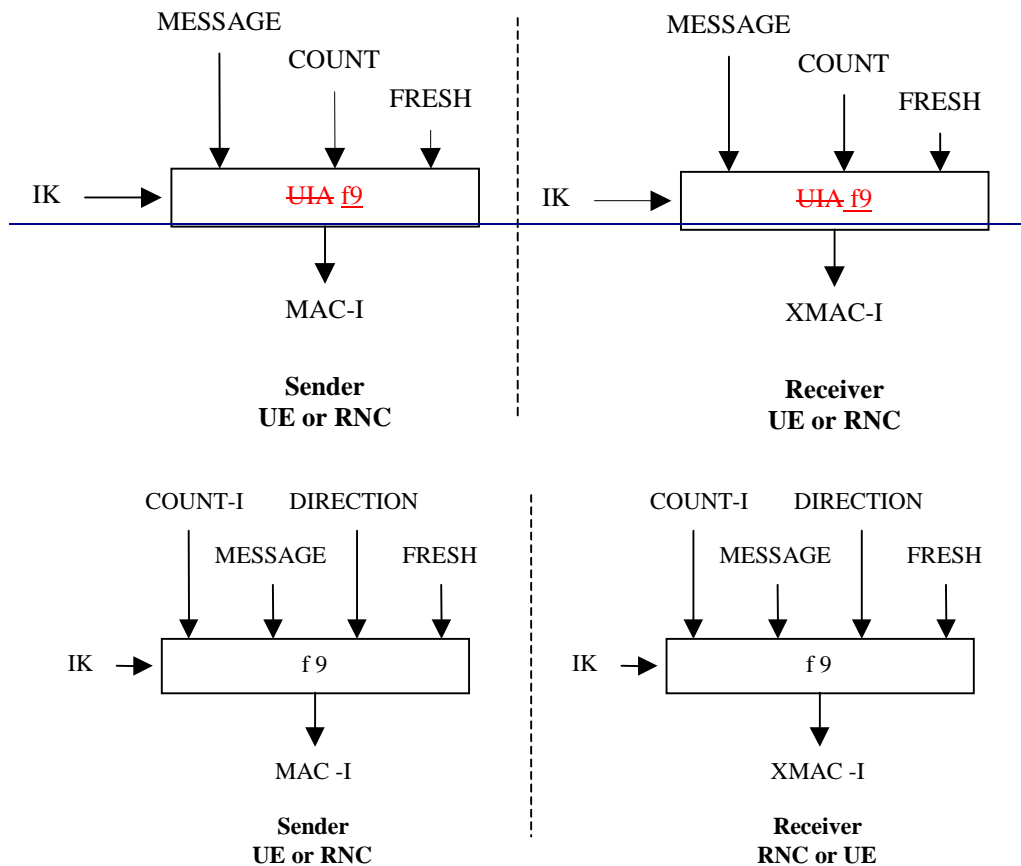 MESSAGE
COUNT
FRESH
IK
UIA f9
MAC-I
Sender
UE or RNC
MESSAGE
COUNT
FRESH
IK
UIA f9
XMAC-I
Receiver
UE or RNC
COUNT-I DIRECTION
MESSAGE FRESH
IK
f 9
MAC -I
Sender
UE or RNC
COUNT-I DIRECTION
MESSAGE FRESH
IK
f 9
XMAC -I
Receiver
RNC or UE